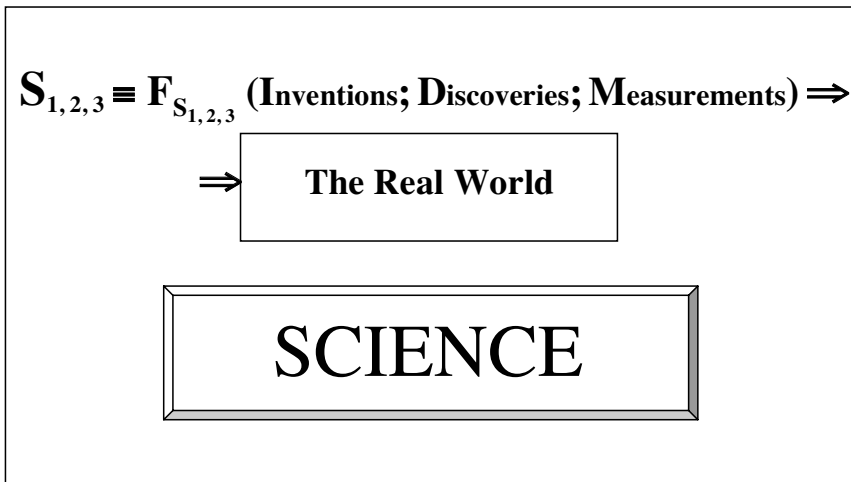 S1, 2, 3 ≡ FS1, 2, 3 (Inventions; Discoveries; Measurements) ⇒
⇒ The Real World
SCIENCE